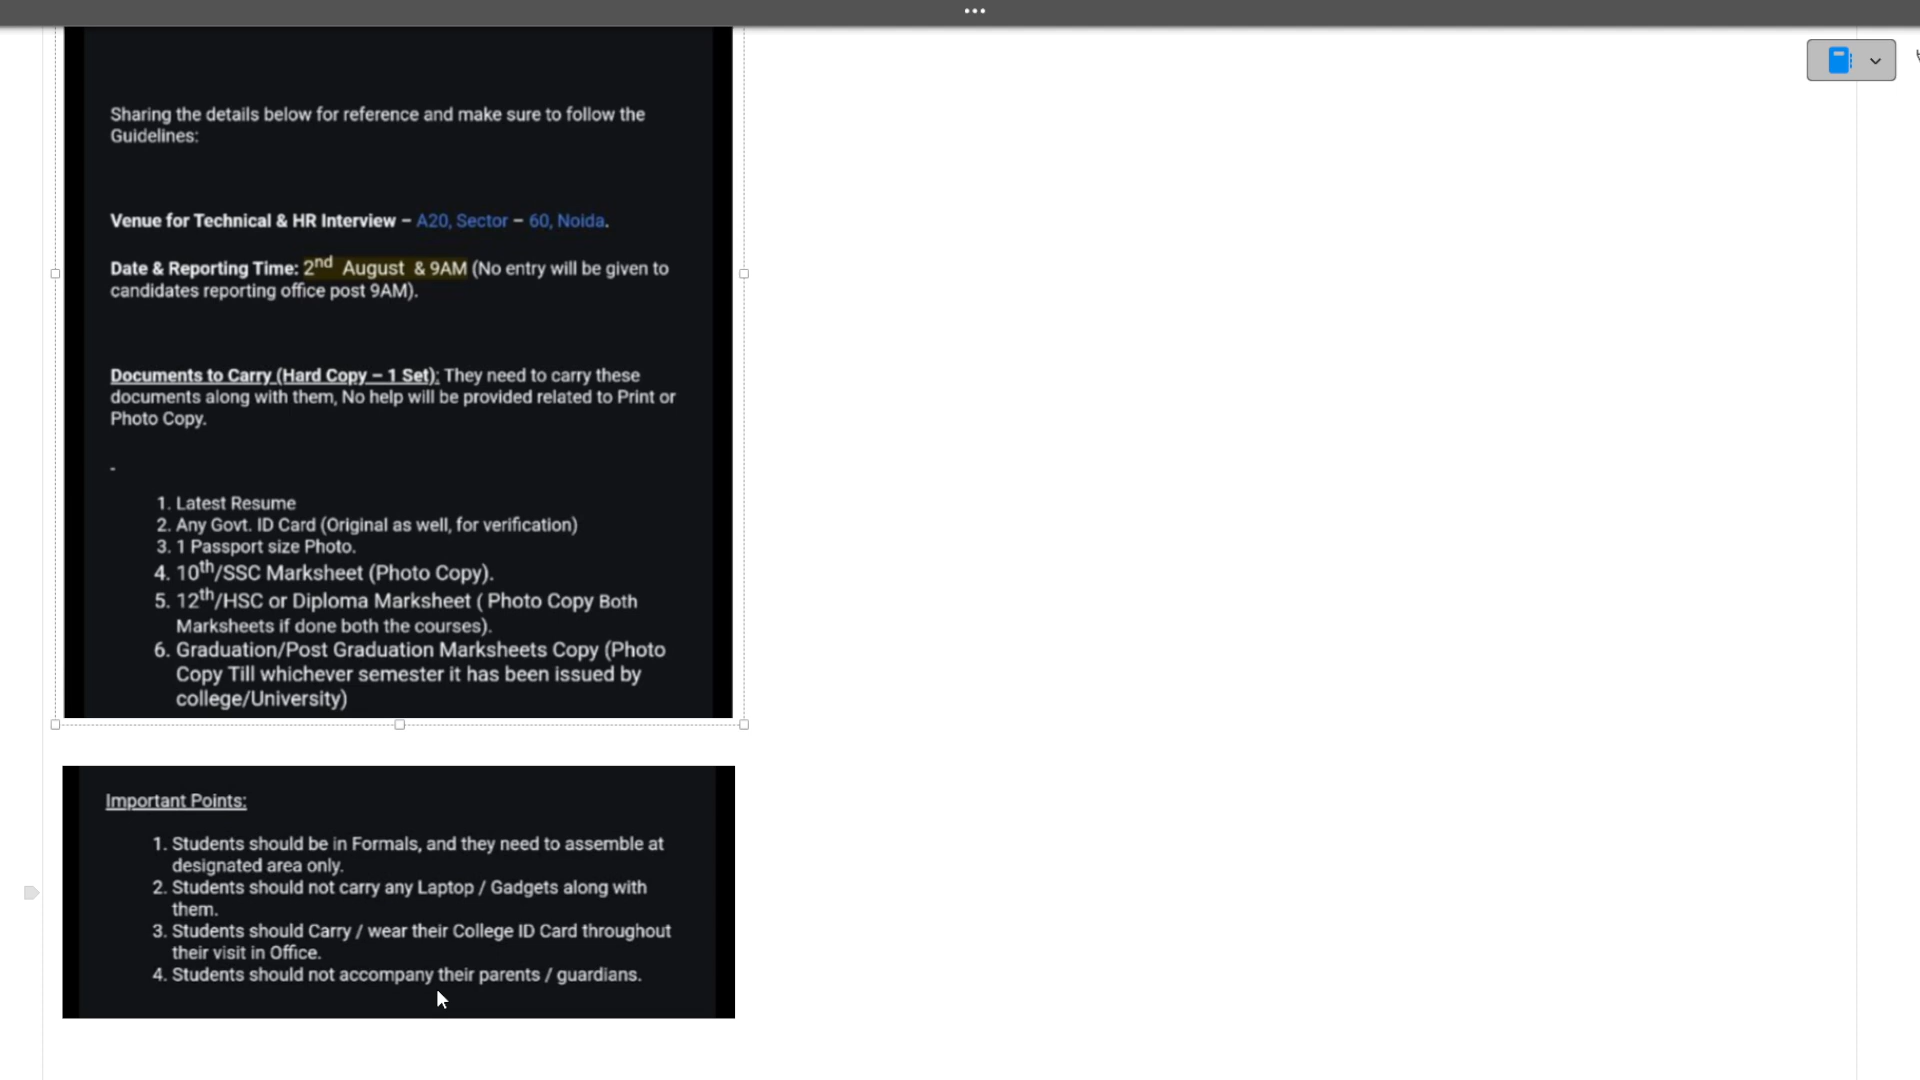 Sharing the details below for reference and make sure to follow the
Guidelines:
Venue for Technical & HR Interview – A20, Sector – 60, Noida.
Date & Reporting Time: 2nd August & 9AM (No entry will be given to
candidates reporting office post 9AM).
Documents to Carry (Hard Copy – 1 Set): They need to carry these
documents along with them, No help will be provided related to Print or
Photo Copy.
-
1. Latest Resume
2. Any Govt. ID Card (Original as well, for verification)
3. 1 Passport size Photo.
4. 10th/SSC Marksheet (Photo Copy).
5. 12th/HSC or Diploma Marksheet ( Photo Copy Both
Marksheets if done both the courses).
6. Graduation/Post Graduation Marksheets Copy (Photo
Copy Till whichever semester it has been issued by
college/University)
Important Points:
1. Students should be in Formals, and they need to assemble at
designated area only.
2. Students should not carry any Laptop / Gadgets along with
them.
3. Students should Carry / wear their College ID Card throughout
their visit in Office.
4. Students should not accompany their parents / guardians.